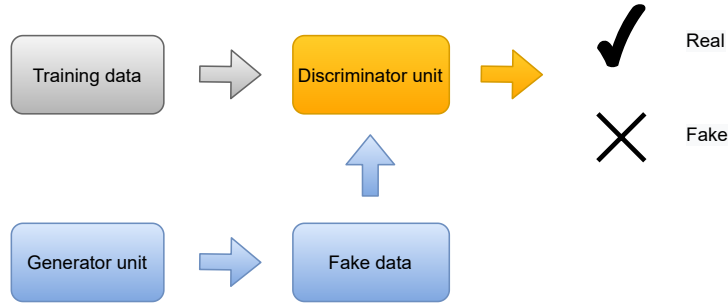 Training data
Discriminator unit
Real
Fake
Generator unit
Fake data